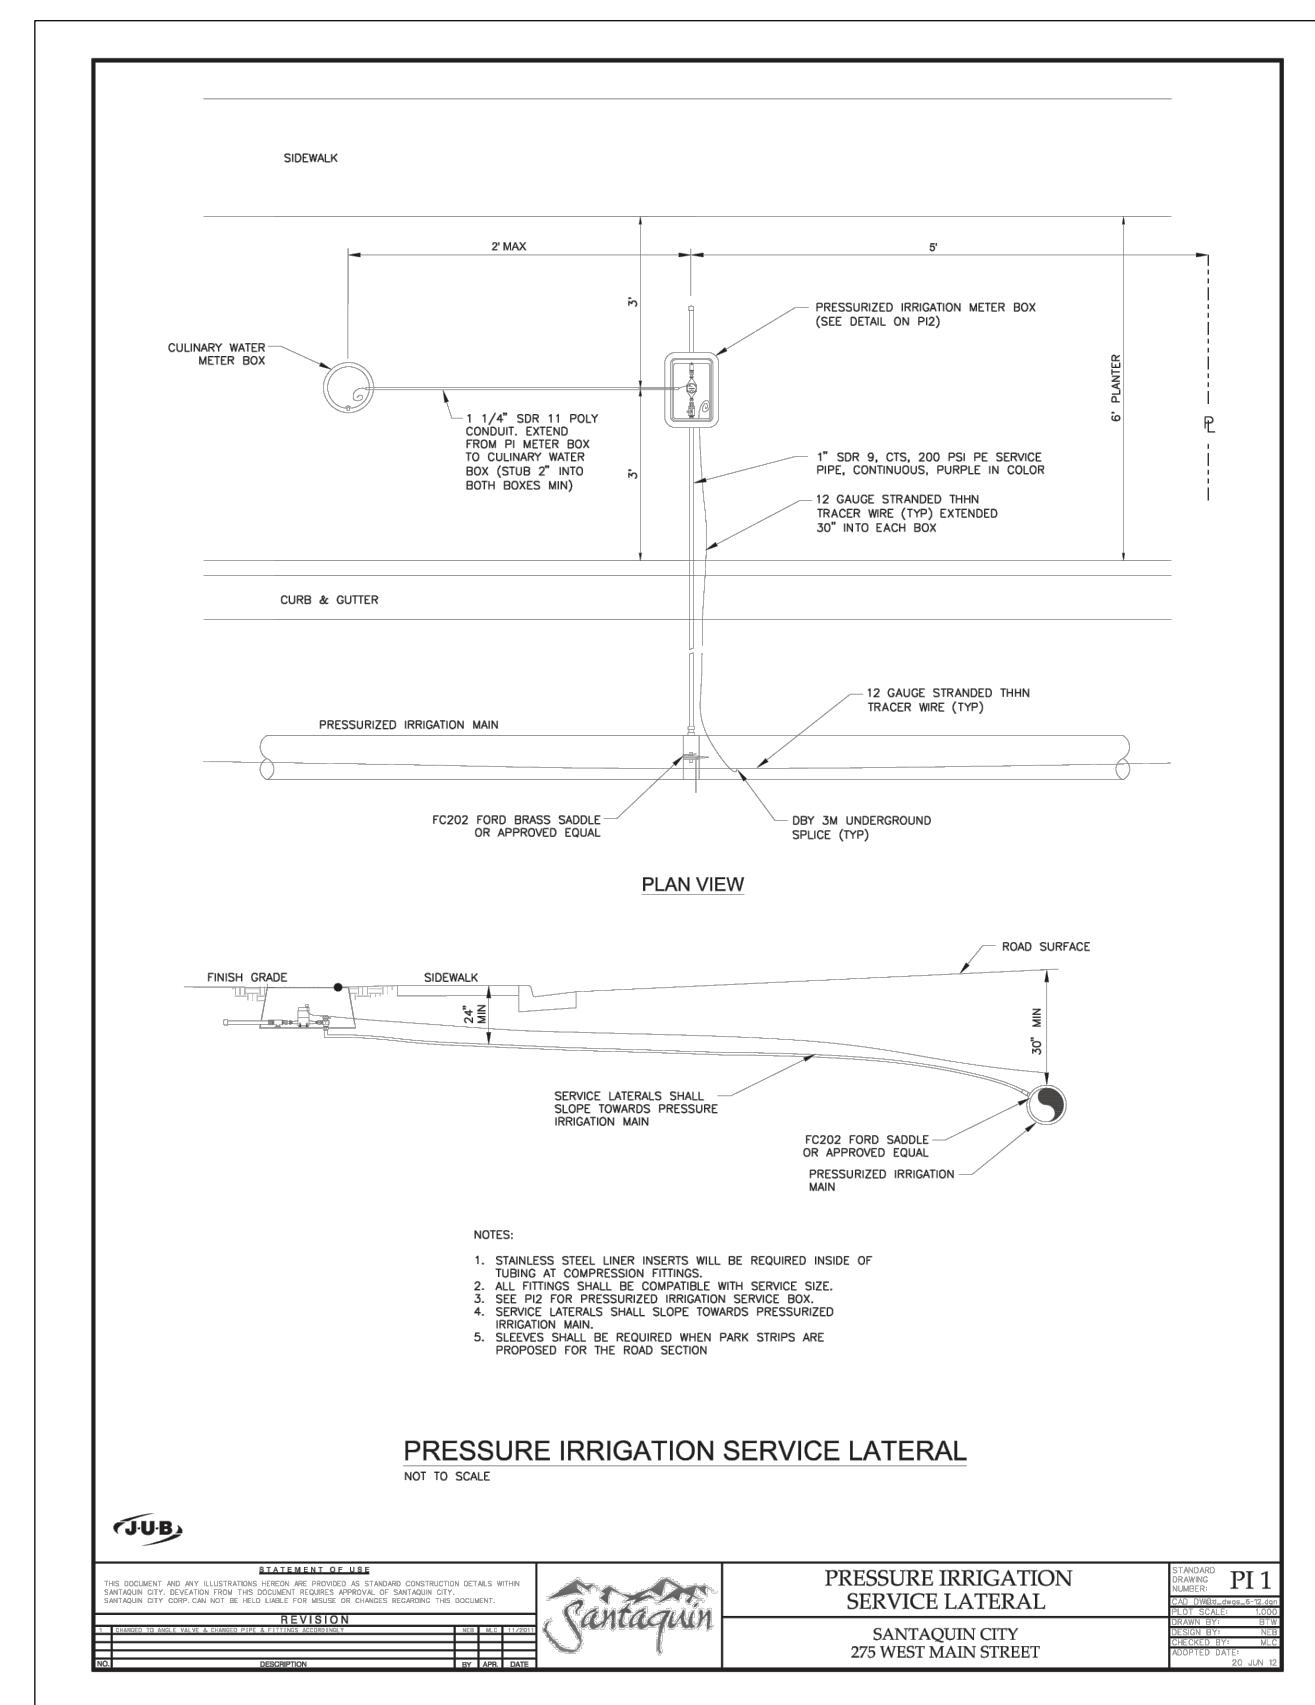 SIDEWALK
2' MAX
5'
3'
PRESSURIZED IRRIGATION METER BOX
(SEE DETAIL ON PI2)
CULINARY WATER
METER BOX
6' PLANTER
PL
1 1/4" SDR 11 POLY
CONDUIT. EXTEND
FROM PI METER BOX
TO CULINARY WATER
BOX (STUB 2" INTO
BOTH BOXES MIN)
3'
1" SDR 9, CTS, 200 PSI PE SERVICE
PIPE, CONTINUOUS, PURPLE IN COLOR
12 GAUGE STRANDED THHN
TRACER WIRE (TYP) EXTENDED
30" INTO EACH BOX
CURB & GUTTER
12 GAUGE STRANDED THHN
TRACER WIRE (TYP)
PRESSURIZED IRRIGATION MAIN
FC202 FORD BRASS SADDLE
OR APPROVED EQUAL
DBY 3M UNDERGROUND
SPLICE (TYP)
PLAN VIEW
ROAD SURFACE
FINISH GRADE
SIDEWALK
24"
MIN
30" MIN
SERVICE LATERALS SHALL
SLOPE TOWARDS PRESSURE
IRRIGATION MAIN
FC202 FORD SADDLE
OR APPROVED EQUAL
PRESSURIZED IRRIGATION
MAIN
NOTES:
1. STAINLESS STEEL LINER INSERTS WILL BE REQUIRED INSIDE OF
TUBING AT COMPRESSION FITTINGS.
2. ALL FITTINGS SHALL BE COMPATIBLE WITH SERVICE SIZE.
3. SEE PI2 FOR PRESSURIZED IRRIGATION SERVICE BOX.
4. SERVICE LATERALS SHALL SLOPE TOWARDS PRESSURIZED
IRRIGATION MAIN.
5. SLEEVES SHALL BE REQUIRED WHEN PARK STRIPS ARE
PROPOSED FOR THE ROAD SECTION
PRESSURE IRRIGATION SERVICE LATERAL
NOT TO SCALE
J·U·B
STATEMENT OF USE
THIS DOCUMENT AND ANY ILLUSTRATIONS HEREON ARE PROVIDED AS STANDARD CONSTRUCTION DETAILS WITHIN
SANTAQUIN CITY. DEVEATION FROM THIS DOCUMENT REQUIRES APPROVAL OF SANTAQUIN CITY.
SANTAQUIN CITY CORP. CAN NOT BE HELD LIABLE FOR MISUSE OR CHANGES REGARDING THIS DOCUMENT.
REVISION
1 CHANGED TO ANGLE VALVE & CHANGED PIPE & FITTINGS ACCORDINGLY NEB MLC 11/2011
NO. DESCRIPTION BY APR. DATE
Santaquin
PRESSURE IRRIGATION
SERVICE LATERAL
SANTAQUIN CITY
275 WEST MAIN STREET
STANDARD
DRAWING
NUMBER: PI 1
PLOT SCALE: 1.000
DRAWN BY: BTW
DESIGN BY: NEB
CHECKED BY: MLC
ADOPTED DATE:
20 JUN 12